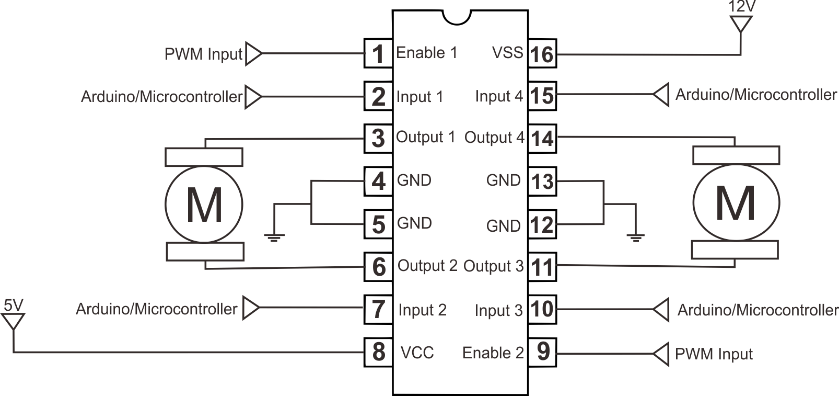 12V
PWM Input 1 Enable 1 VSS 16
Arduino/Microcontroller 2 Input 1 Input 4 15 Arduino/Microcontroller
3 Output 1 Output 4 14
4 GND GND 13
M M
5 GND GND 12
6 Output 2 Output 3 11
Arduino/Microcontroller 7 Input 2 Input 3 10 Arduino/Microcontroller
5V
8 VCC Enable 2 9 PWM Input